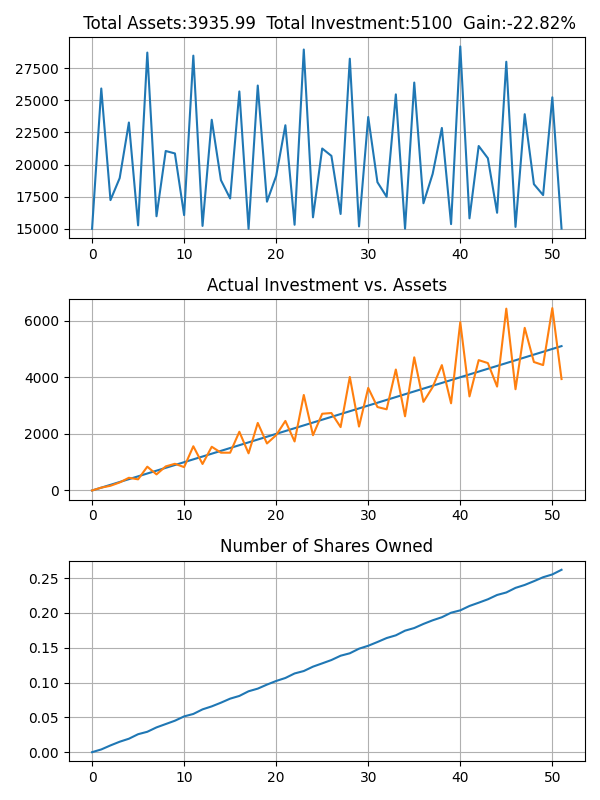 Total Assets:3935.99  Total Investment:5100  Gain:-22.82%
27500
25000
22500
20000
17500
15000
0 10 20 30 40 50
Actual Investment vs. Assets
6000
4000
2000
0
0 10 20 30 40 50
Number of Shares Owned
0.25
0.20
0.15
0.10
0.05
0.00
0 10 20 30 40 50